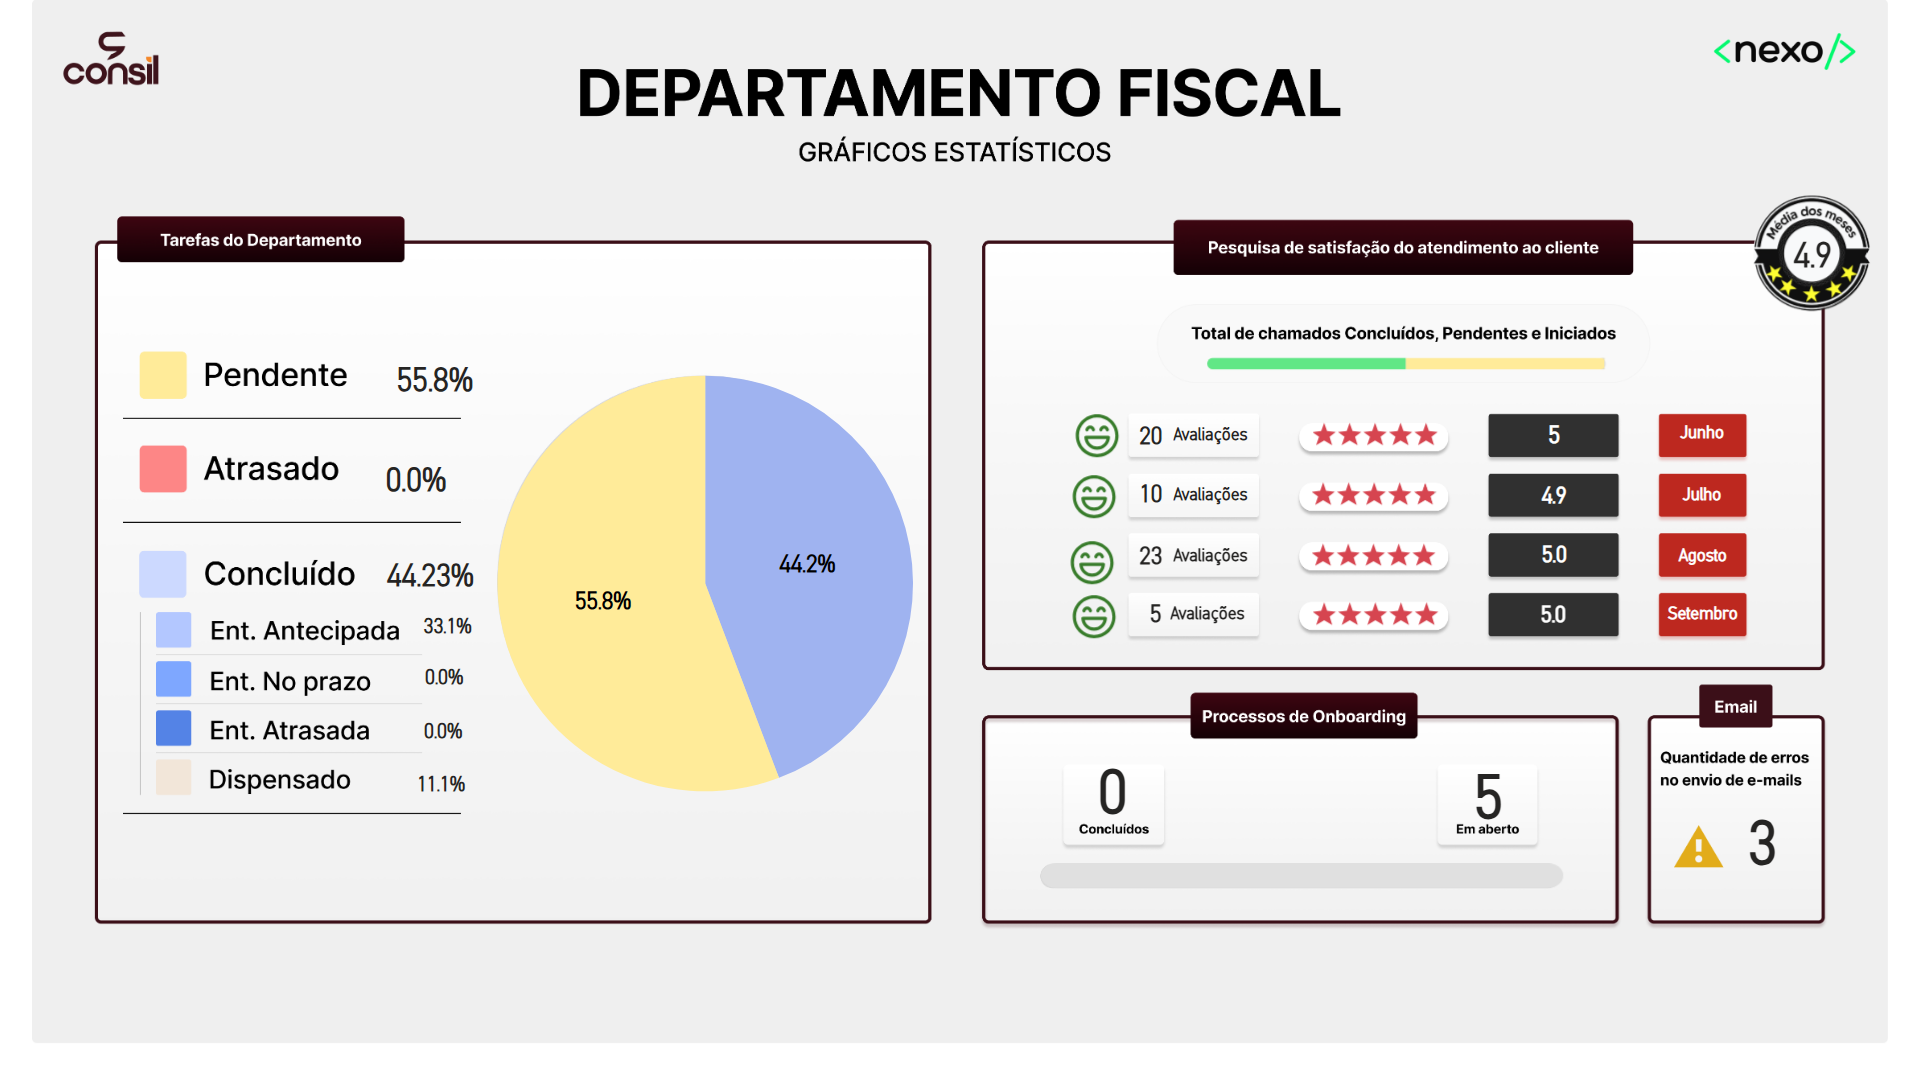 consil
<nexo/>
DEPARTAMENTO FISCAL
GRÁFICOS ESTATÍSTICOS
Tarefas do Departamento
Pendente 55.8%
Atrasado 0.0%
Concluído 44.23%
Ent. Antecipada 33.1%
Ent. No prazo 0.0%
Ent. Atrasada 0.0%
Dispensado 11.1%
55.8%
44.2%
Pesquisa de satisfação do atendimento ao cliente
Média dos meses
4.9
Total de chamados Concluídos, Pendentes e Iniciados
20 Avaliações 5 Junho
10 Avaliações 4.9 Julho
23 Avaliações 5.0 Agosto
5 Avaliações 5.0 Setembro
Processos de Onboarding
0
Concluídos
5
Em aberto
Email
Quantidade de erros
no envio de e-mails
3